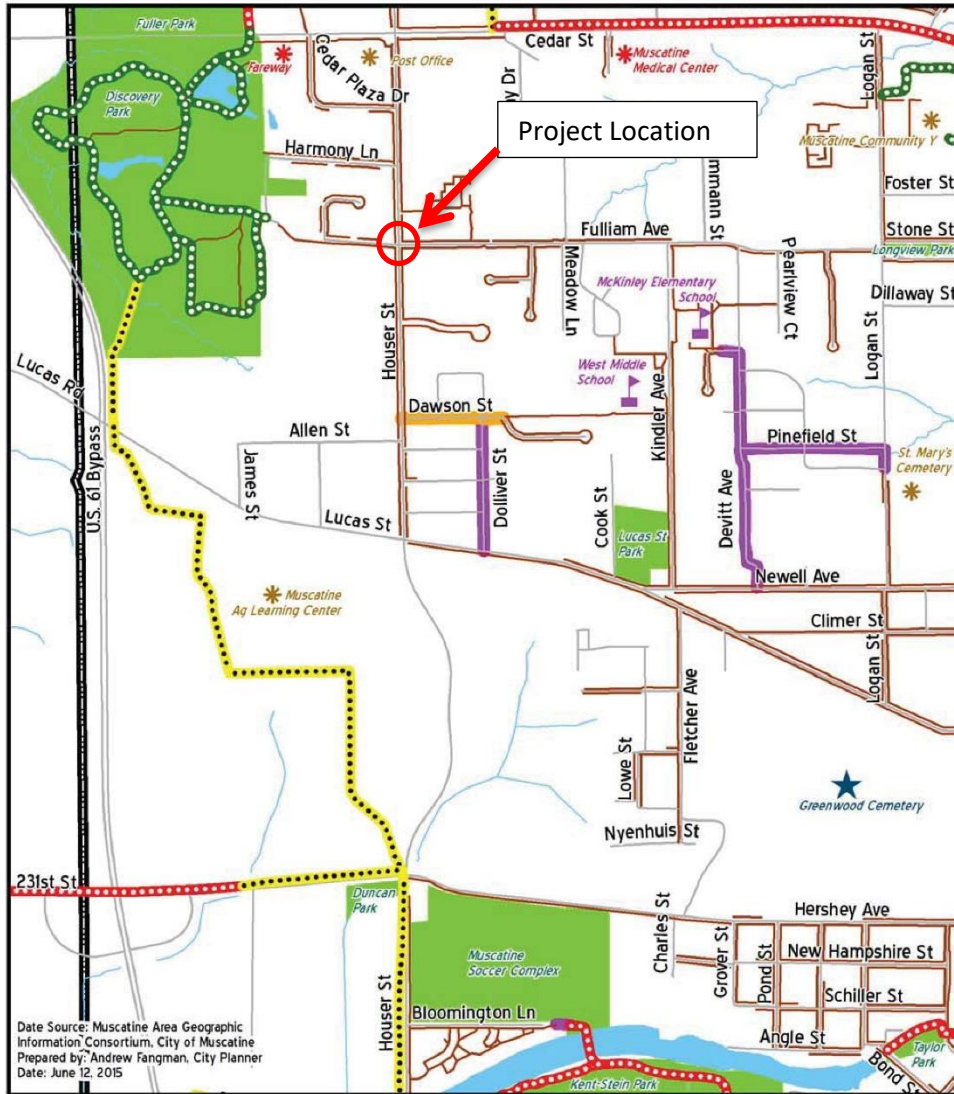 Fuller Park
Cedar St
Logan St
Cedar Plaza Dr
Fareway
Post Office
Muscatine
Medical Center
Discovery
Park
Project Location
Muscatine Community Y
Harmony Ln
Foster St
Fulliam Ave
Stone St
Longview Park
Meadow Ln
McKinley Elementary
School
Pearlview Ct
Dillaway St
Houser St
Logan St
West Middle
School
Kindler Ave
Lucas Rd
Dawson St
Allen St
Pinefield St
St. Mary's
Cemetery
U.S. 61 Bypass
James St
Dolliver St
Cook St
Devitt Ave
Lucas St
Lucas St
Park
Newell Ave
Muscatine
Ag Learning Center
Climer St
Logan St
Fletcher Ave
Lowe St
Greenwood Cemetery
Nyenhuis St
231st St
Duncan
Park
Hershey Ave
Charles St
Grover St
Pond St
New Hampshire St
Muscatine
Soccer Complex
Houser St
Schiller St
Bloomington Ln
Angle St
Taylor
Park
Bond St
Kent-Stein Park
Date Source: Muscatine Area Geographic
Information Consortium, City of Muscatine
Prepared by: Andrew Fangman, City Planner
Date: June 12, 2015